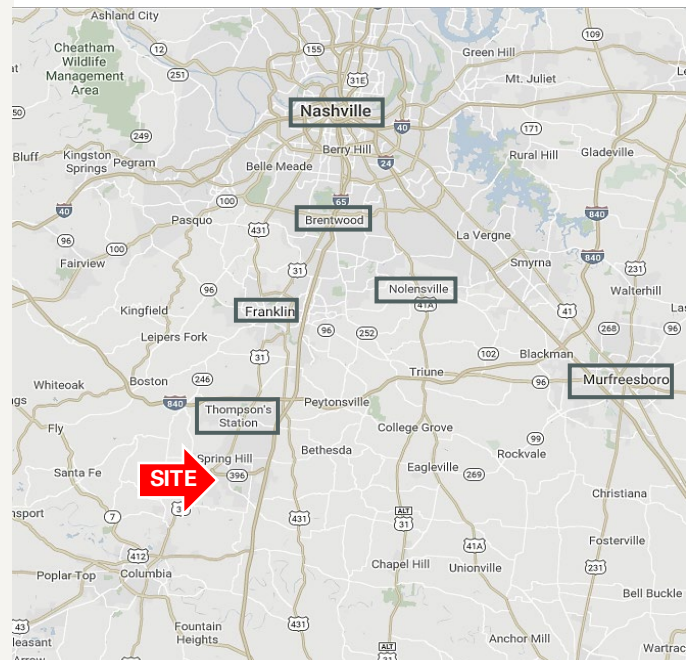 Ashland City
12
155
Green Hill
109
Cheatham
Wildlife
Management
Area
251
31E
Mt. Juliet
Nashville
50
40
171
249
Berry Hill
Bluff
Kingston
Springs
Pegram
Belle Meade
24
Rural Hill
Gladeville
100
65
40
Pasquo
431
Brentwood
840
96
100
La Vergne
Fairview
31
Smyrna
840
231
96
Nolensville
Walterhill
Kingfield
Franklin
41A
41
Leipers Fork
96
252
268
96
31
Blackman
Whiteoak
Boston
246
102
Triune
96
Murfreesboro
840
Thompson's
Station
Peytonsville
Fly
College Grove
99
Rockvale
Spring Hill
Bethesda
Santa Fe
SITE
396
Eagleville
269
Christiana
7
431
ALT
31
412
41A
Fosterville
Poplar Top
Columbia
Chapel Hill
Unionville
231
Bell Buckle
43
Fountain
Heights
431
Anchor Mill
ALT
31